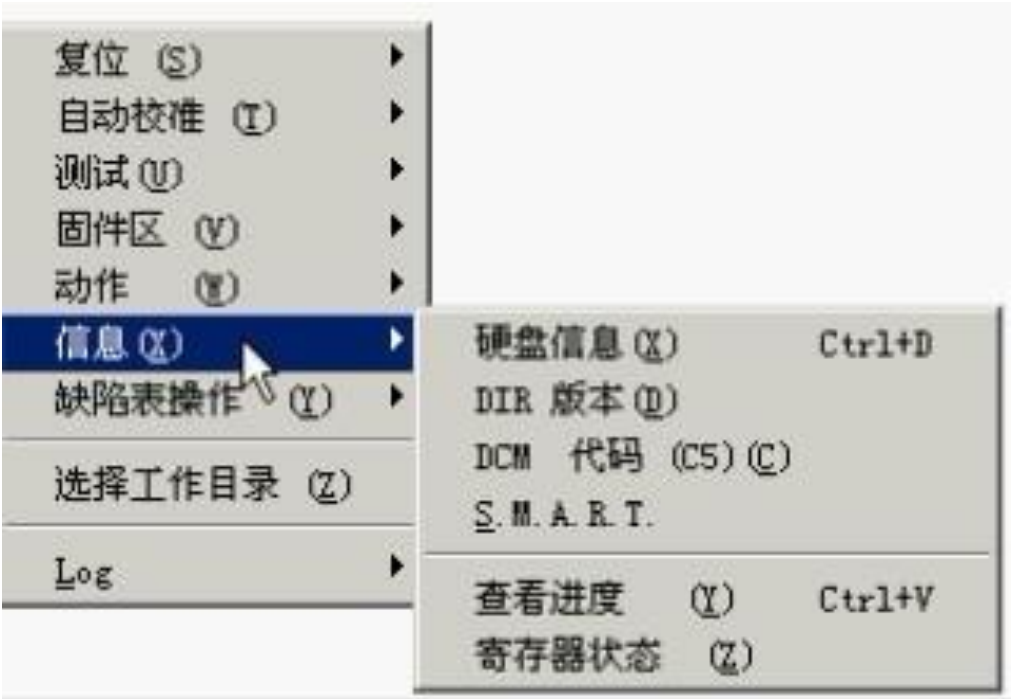 复位 (S)
自动校准 (T)
测试(U)
固件区 (V)
动作 (W)
信息(X)
缺陷表操作 (Y)
选择工作目录 (Z)
Log
硬盘信息(X) Ctrl+D
DIR 版本(D)
DCM 代码 (C5)(C)
S.M.A.R.T.
查看进度 (Y) Ctrl+V
寄存器状态 (Z)